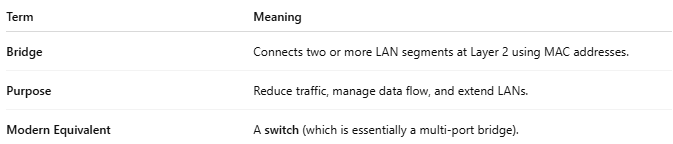 Term Meaning
Bridge Connects two or more LAN segments at Layer 2 using MAC addresses.
Purpose Reduce traffic, manage data flow, and extend LANs.
Modern Equivalent A switch (which is essentially a multi-port bridge).